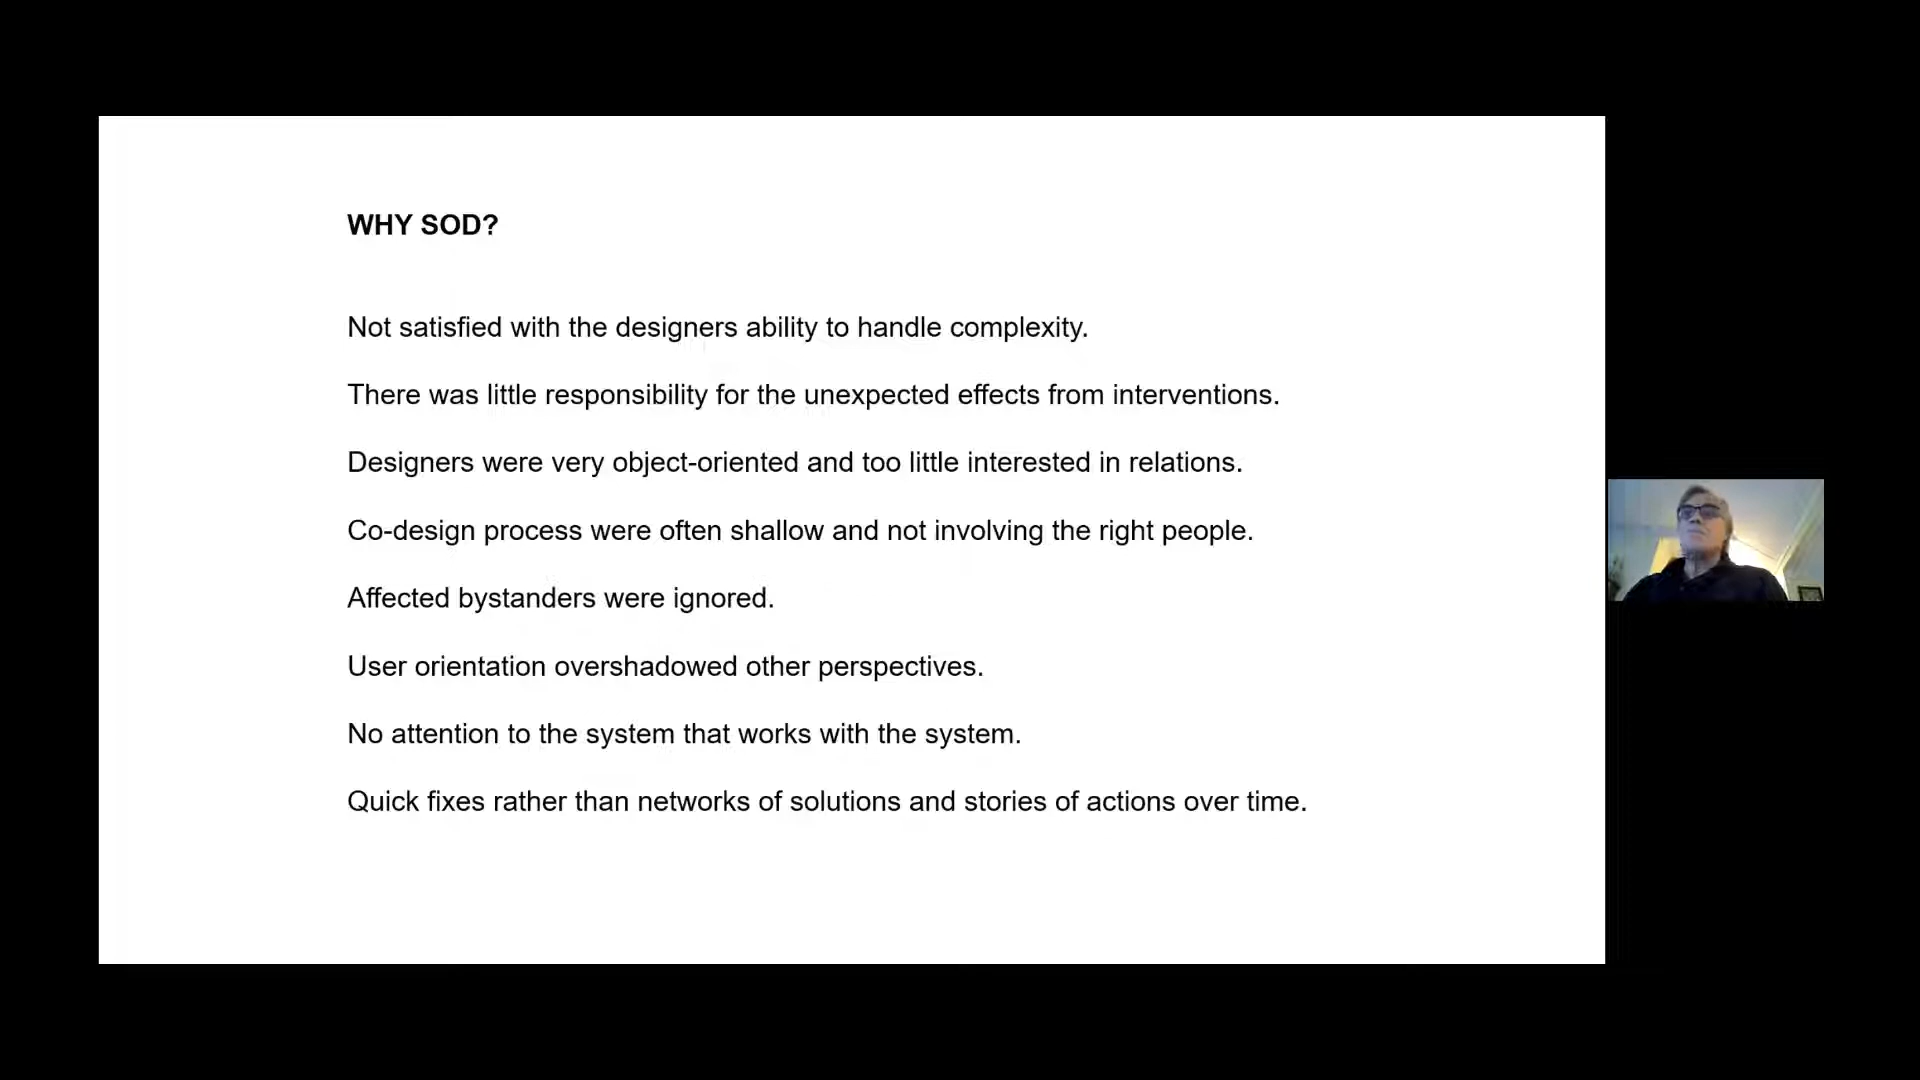 WHY SOD?
Not satisfied with the designers ability to handle complexity.
There was little responsibility for the unexpected effects from interventions.
Designers were very object-oriented and too little interested in relations.
Co-design process were often shallow and not involving the right people.
Affected bystanders were ignored.
User orientation overshadowed other perspectives.
No attention to the system that works with the system.
Quick fixes rather than networks of solutions and stories of actions over time.